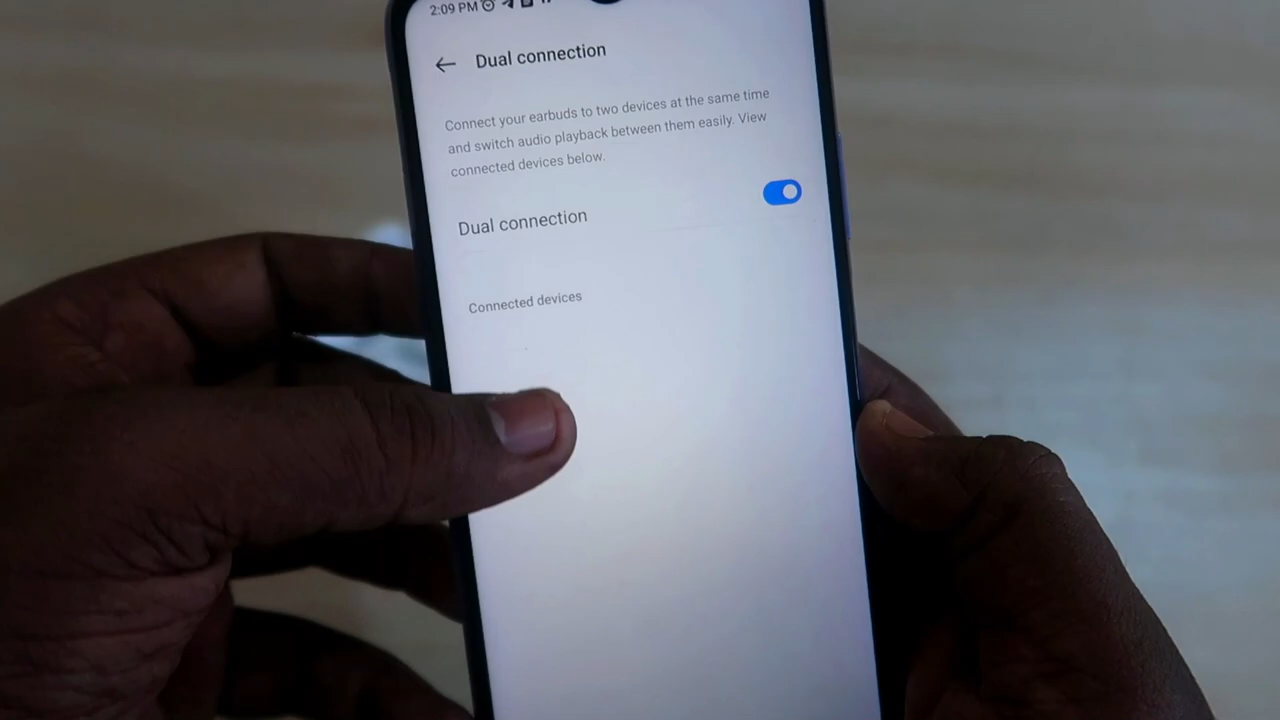 2:09 PM
Dual connection
Connect your earbuds to two devices at the same time
and switch audio playback between them easily. View
connected devices below.
Dual connection
Connected devices